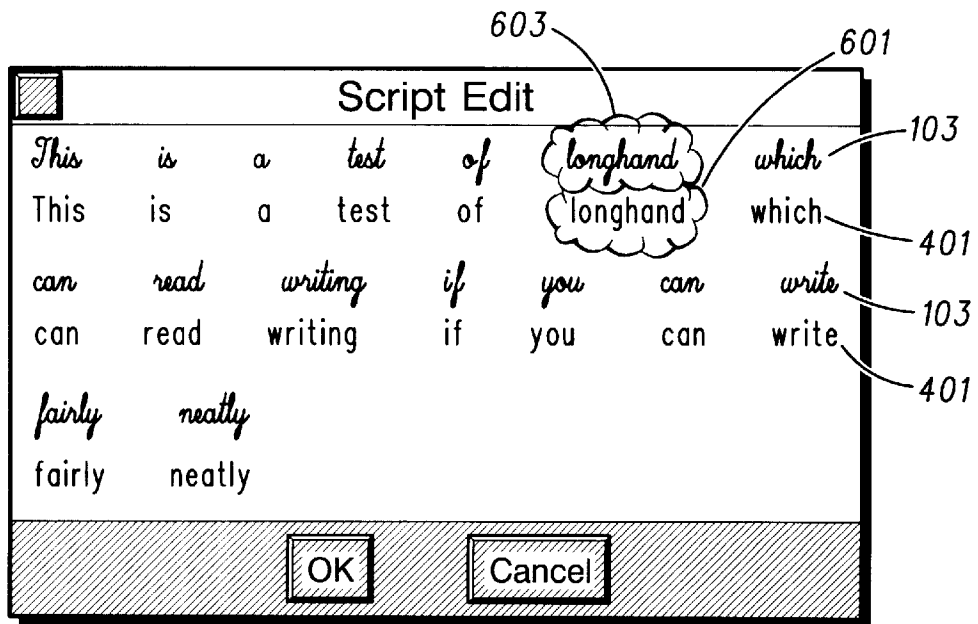 603
601
Script Edit
This is a test of longhand which 103
This is a test of longhand which 401
can read writing if you can write 103
can read writing if you can write 401
fairly neatly
fairly neatly
OK Cancel